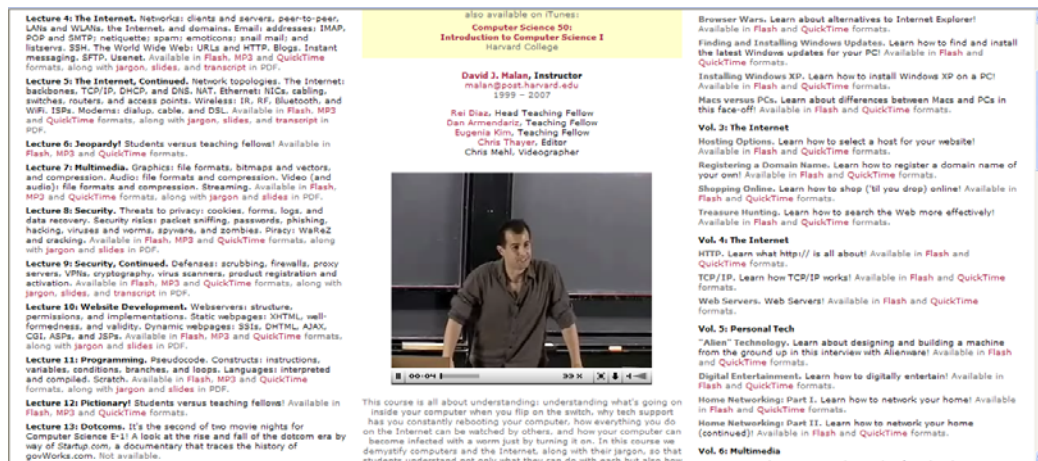 Lecture 4: The Internet. Networks: clients and servers, peer-to-peer,
LANs and WLANs, the Internet, and domains. Email: addresses; IMAP,
POP and SMTP; netiquette; spam; emoticons; snail mail; and
listservs. SSH. The World Wide Web: URLs and HTTP. Blogs. Instant
messaging. SFTP. Usenet. Available in Flash, MP3 and QuickTime
formats, along with jargon, slides, and transcript in PDF.
Lecture 5: The Internet, Continued. Network topologies. The Internet:
backbones, TCP/IP, DHCP, and DNS. NAT. Ethernet: NICs, cabling,
switches, routers, and access points. Wireless: IR, RF, Bluetooth, and
WiFi. ISPs. Modems: dialup, cable, and DSL. Available in Flash, MP3
and QuickTime formats, along with jargon, slides, and transcript in
PDF.
Lecture 6: Jeopardy! Students versus teaching fellows! Available in
Flash, MP3 and QuickTime formats.
Lecture 7: Multimedia. Graphics: file formats, bitmaps and vectors,
and compression. Audio: file formats and compression. Video (and
audio): file formats and compression. Streaming. Available in Flash,
MP3 and QuickTime formats, along with jargon and slides in PDF.
Lecture 8: Security. Threats to privacy: cookies, forms, logs, and
data recovery. Security risks: packet sniffing, passwords, phishing,
hacking, viruses and worms, spyware, and zombies. Piracy: WaReZ
and cracking. Available in Flash, MP3 and QuickTime formats, along
with jargon and slides in PDF.
Lecture 9: Security, Continued. Defenses: scrubbing, firewalls, proxy
servers, VPNs, cryptography, virus scanners, product registration and
activation. Available in Flash, MP3 and QuickTime formats, along with
jargon, slides, and transcript in PDF.
Lecture 10: Website Development. Webservers: structure,
permissions, and implementations. Static webpages: XHTML, well-
formedness, and validity. Dynamic webpages: SSIs, DHTML, AJAX,
CGI, ASPs, and JSPs. Available in Flash, MP3 and QuickTime formats,
along with jargon and slides in PDF.
Lecture 11: Programming. Pseudocode. Constructs: instructions,
variables, conditions, branches, and loops. Languages: interpreted
and compiled. Scratch. Available in Flash, MP3 and QuickTime
formats, along with jargon and slides in PDF.
Lecture 12: Pictionary! Students versus teaching fellows! Available in
Flash, MP3 and QuickTime formats.
Lecture 13: Dotcoms. It's the second of two movie nights for
Computer Science E-1! A look at the rise and fall of the dotcom era by
way of Startup.com, a documentary that traces the history of
govWorks.com. Not available.
also available on iTunes:
Computer Science 50:
Introduction to Computer Science I
Harvard College
David J. Malan, Instructor
malan@post.harvard.edu
1999 – 2007
Rei Diaz, Head Teaching Fellow
Dan Armendariz, Teaching Fellow
Eugenia Kim, Teaching Fellow
Chris Thayer, Editor
Chris Mehl, Videographer
00:04
This course is all about understanding: understanding what's going on
inside your computer when you flip on the switch, why tech support
has you constantly rebooting your computer, how everything you do
on the Internet can be watched by others, and how your computer can
become infected with a worm just by turning it on. In this course we
demystify computers and the Internet, along with their jargon, so that
students understand not only what they can do with each but also how
Browser Wars. Learn about alternatives to Internet Explorer!
Available in Flash and QuickTime formats.
Finding and Installing Windows Updates. Learn how to find and install
the latest Windows updates for your PC! Available in Flash and
QuickTime formats.
Installing Windows XP. Learn how to install Windows XP on a PC!
Available in Flash and QuickTime formats.
Macs versus PCs. Learn about differences between Macs and PCs in
this face-off! Available in Flash and QuickTime formats.
Vol. 3: The Internet
Hosting Options. Learn how to select a host for your website!
Available in Flash and QuickTime formats.
Registering a Domain Name. Learn how to register a domain name of
your own! Available in Flash and QuickTime formats.
Shopping Online. Learn how to shop ('til you drop) online! Available in
Flash and QuickTime formats.
Treasure Hunting. Learn how to search the Web more effectively!
Available in Flash and QuickTime formats.
Vol. 4: The Internet
HTTP. Learn what http:// is all about! Available in Flash and
QuickTime formats.
TCP/IP. Learn how TCP/IP works! Available in Flash and QuickTime
formats.
Web Servers. Web Servers! Available in Flash and QuickTime
formats.
Vol. 5: Personal Tech
"Alien" Technology. Learn about designing and building a machine
from the ground up in this interview with Alienware! Available in Flash
and QuickTime formats.
Digital Entertainment. Learn how to digitally entertain! Available in
Flash and QuickTime formats.
Home Networking: Part I. Learn how to network your home! Available
in Flash and QuickTime formats.
Home Networking: Part II. Learn how to network your home
(continued)! Available in Flash and QuickTime formats.
Vol. 6: Multimedia